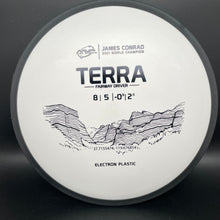 JAMES CONRAD
2021 WORLD CHAMPION
TERRA
FAIRWAY DRIVER
8 | 5 | -0 | 2
ELECTRON PLASTIC